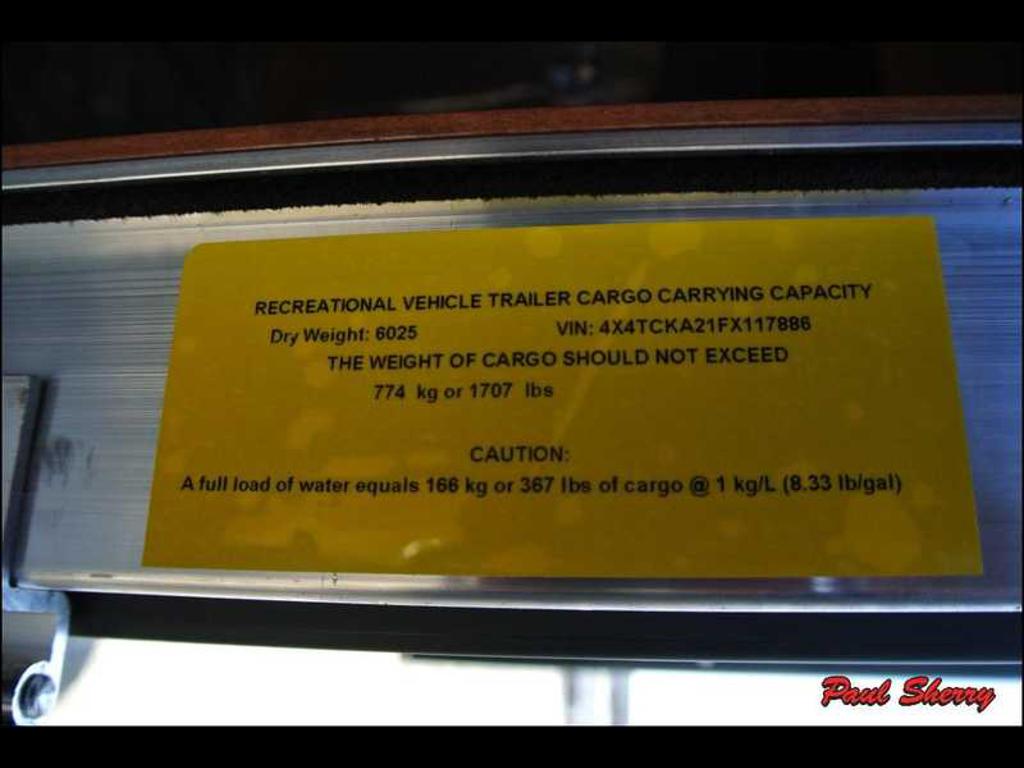 RECREATIONAL VEHICLE TRAILER CARGO CARRYING CAPACITY
Dry Weight: 6025 VIN: 4X4TCKA21FX117886
THE WEIGHT OF CARGO SHOULD NOT EXCEED
774 kg or 1707 lbs
CAUTION:
A full load of water equals 166 kg or 367 lbs of cargo @ 1 kg/L (8.33 lb/gal)
Paul Sherry